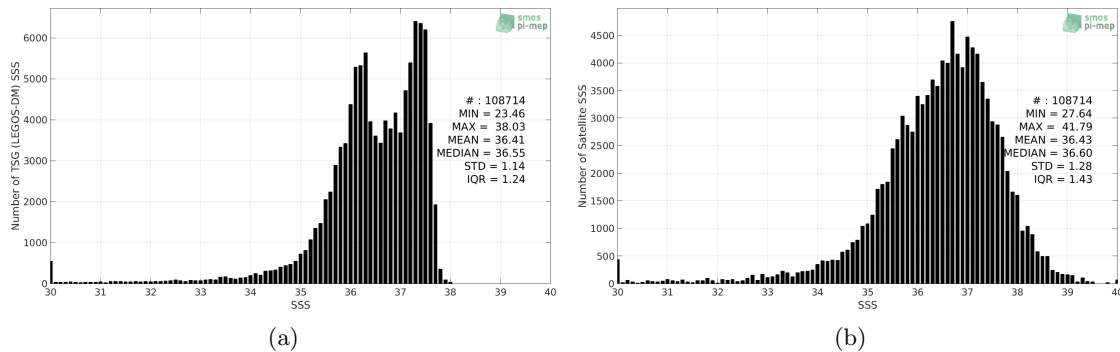 smos
pi-mep
Number of TSG (LEGOS-DM) SSS
6000
5000
4000
3000
2000
1000
0
# : 108714
MIN = 23.46
MAX = 38.03
MEAN = 36.41
MEDIAN = 36.55
STD = 1.14
IQR = 1.24
30 31 32 33 34 35 36 37 38 39 40
SSS
(a)
smos
pi-mep
Number of Satellite SSS
4500
4000
3500
3000
2500
2000
1500
1000
500
0
# : 108714
MIN = 27.64
MAX = 41.79
MEAN = 36.43
MEDIAN = 36.60
STD = 1.28
IQR = 1.43
30 31 32 33 34 35 36 37 38 39 40
SSS
(b)